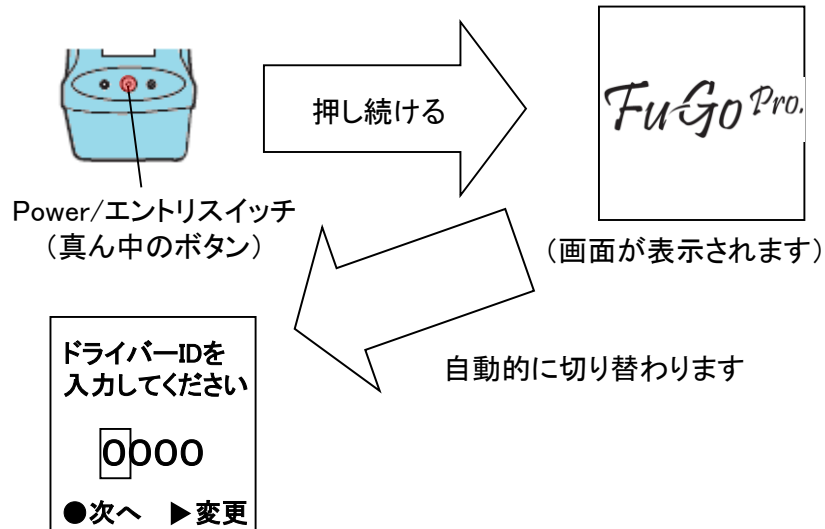 押し続ける
FuGo Pro.
Power/エントリスイッチ
（真ん中のボタン）
（画面が表示されます）
自動的に切り替わります
ドライバーIDを
入力してください
0000
●次へ ▶変更